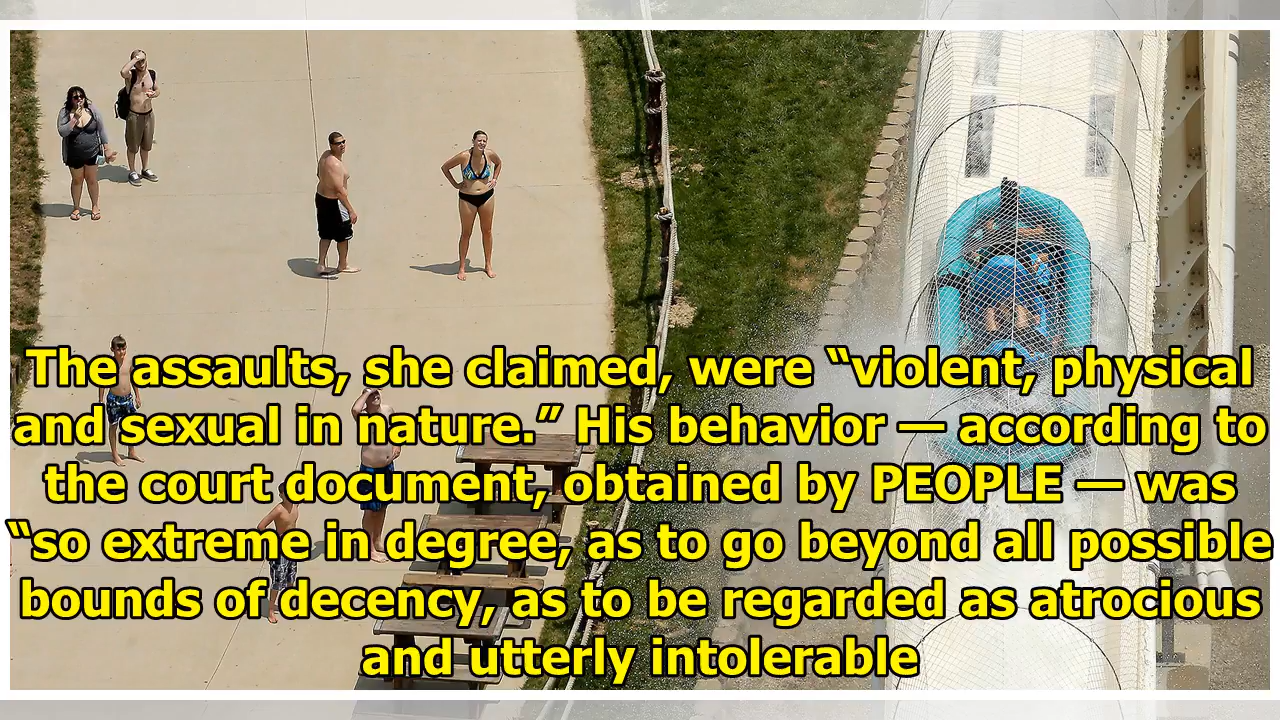 The assaults, she claimed, were “violent, physical
and sexual in nature.” His behavior — according to
the court document, obtained by PEOPLE — was
“so extreme in degree, as to go beyond all possible
bounds of decency, as to be regarded as atrocious
and utterly intolerable